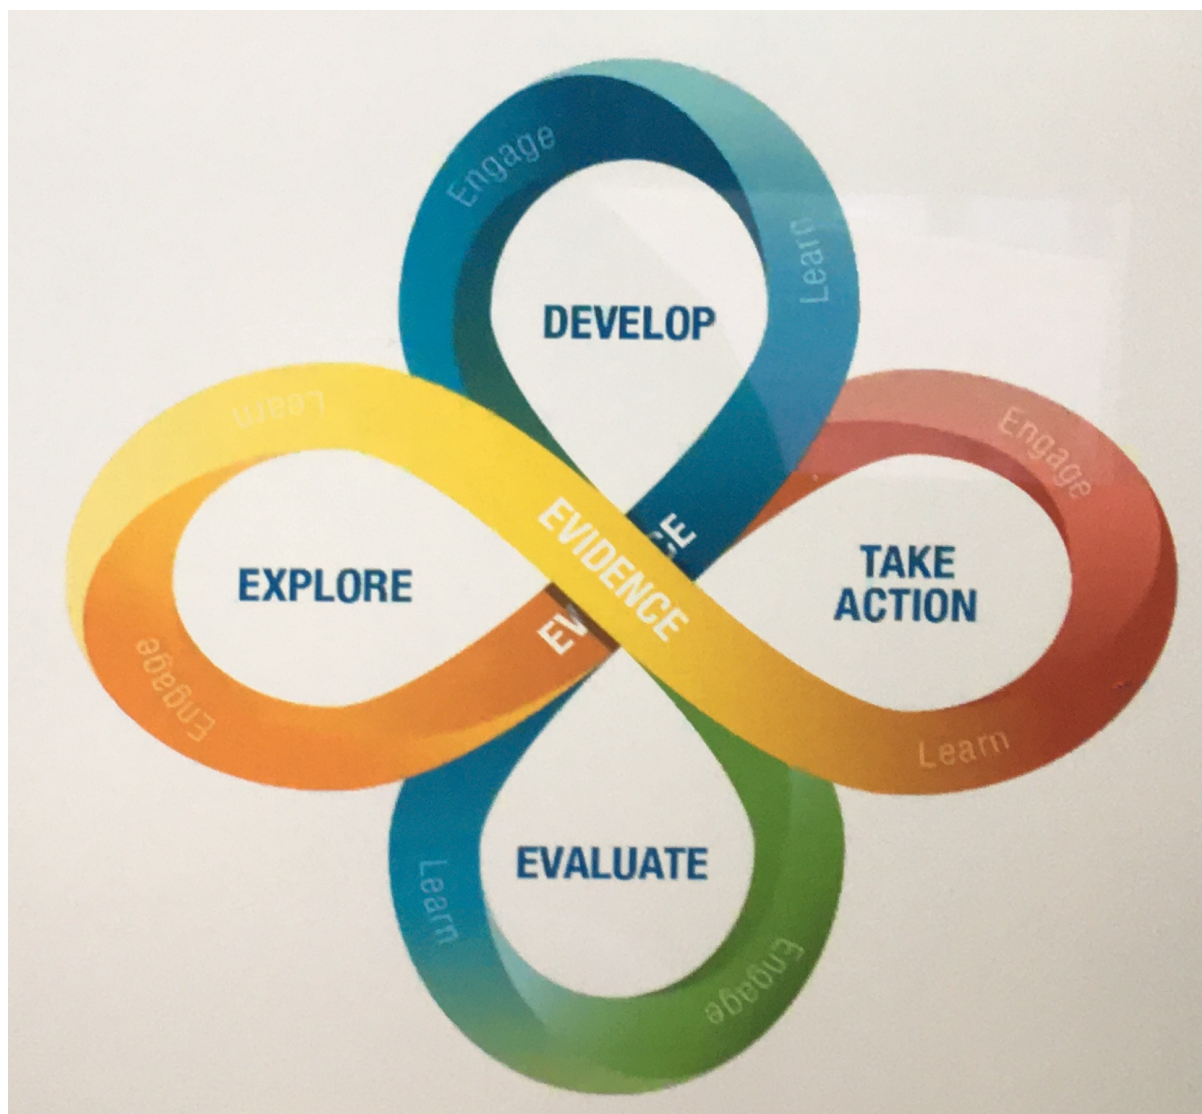 Engage
Learn
DEVELOP
Learn
Engage
EVIDENCE
EXPLORE
TAKE
ACTION
Engage
Learn
EVALUATE
Learn
Engage